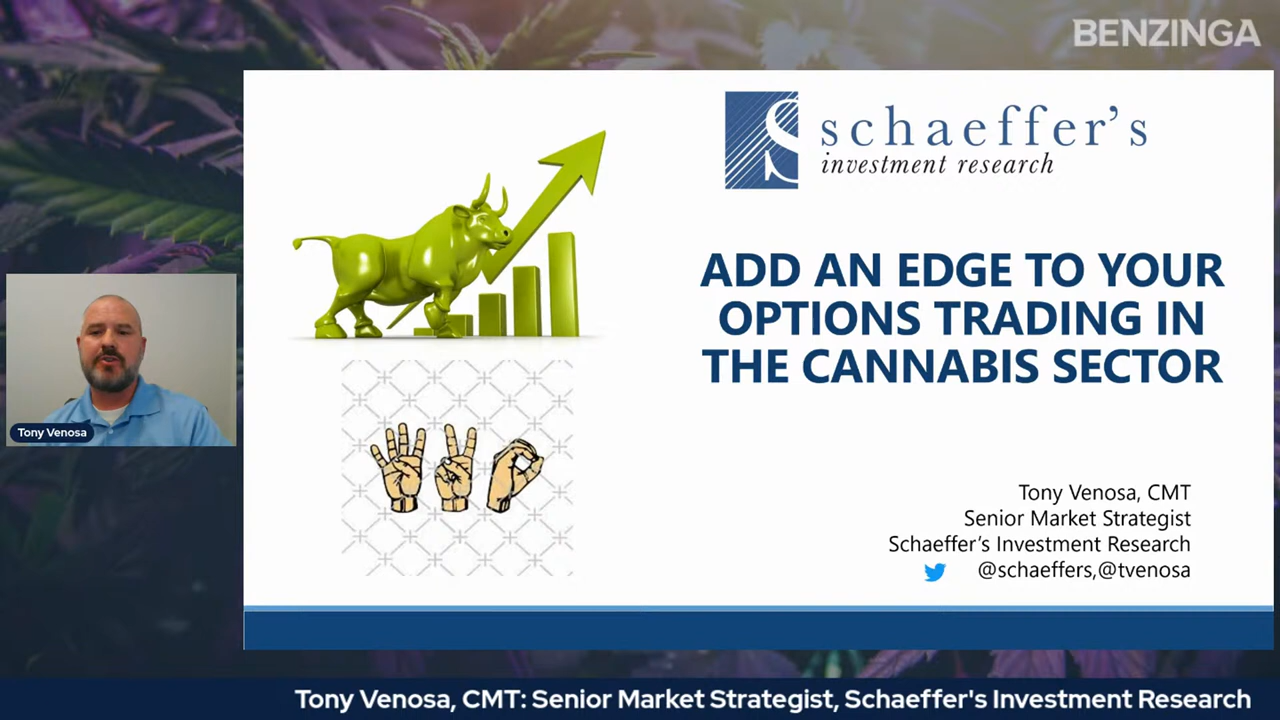 BENZINGA
schaeffer's
investment research
ADD AN EDGE TO YOUR
OPTIONS TRADING IN
THE CANNABIS SECTOR
Tony Venosa
Tony Venosa, CMT
Senior Market Strategist
Schaeffer's Investment Research
@schaeffers,@tvenosa
Tony Venosa, CMT: Senior Market Strategist, Schaeffer's Investment Research